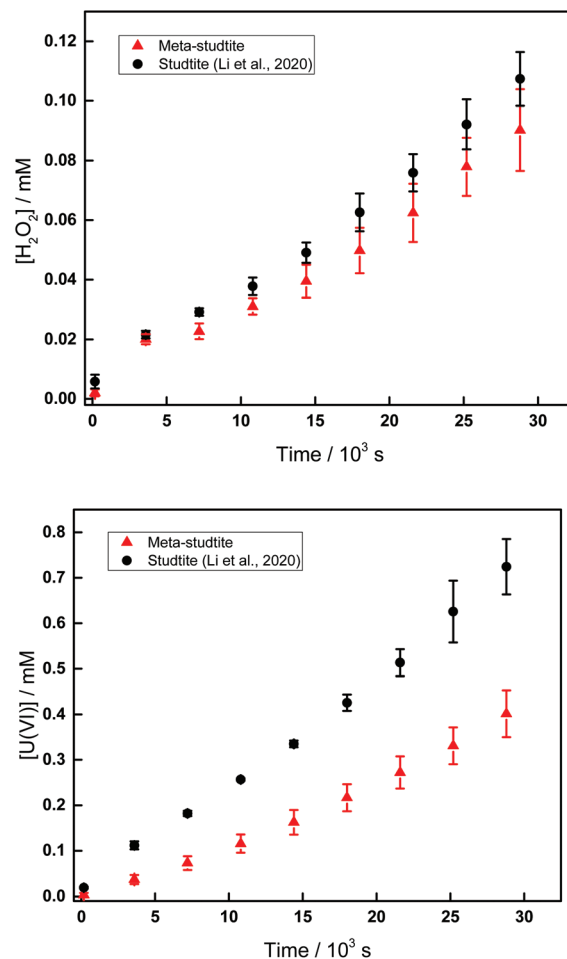 0.12
0.10
0.08
0.06
0.04
0.02
0.00
[H₂O₂] / mM
Meta-studtite
Studtite (Li et al., 2020)
0 5 10 15 20 25 30
Time / 10³ s
0.8
0.7
0.6
0.5
0.4
0.3
0.2
0.1
0.0
[U(VI)] / mM
Meta-studtite
Studtite (Li et al., 2020)
0 5 10 15 20 25 30
Time / 10³ s